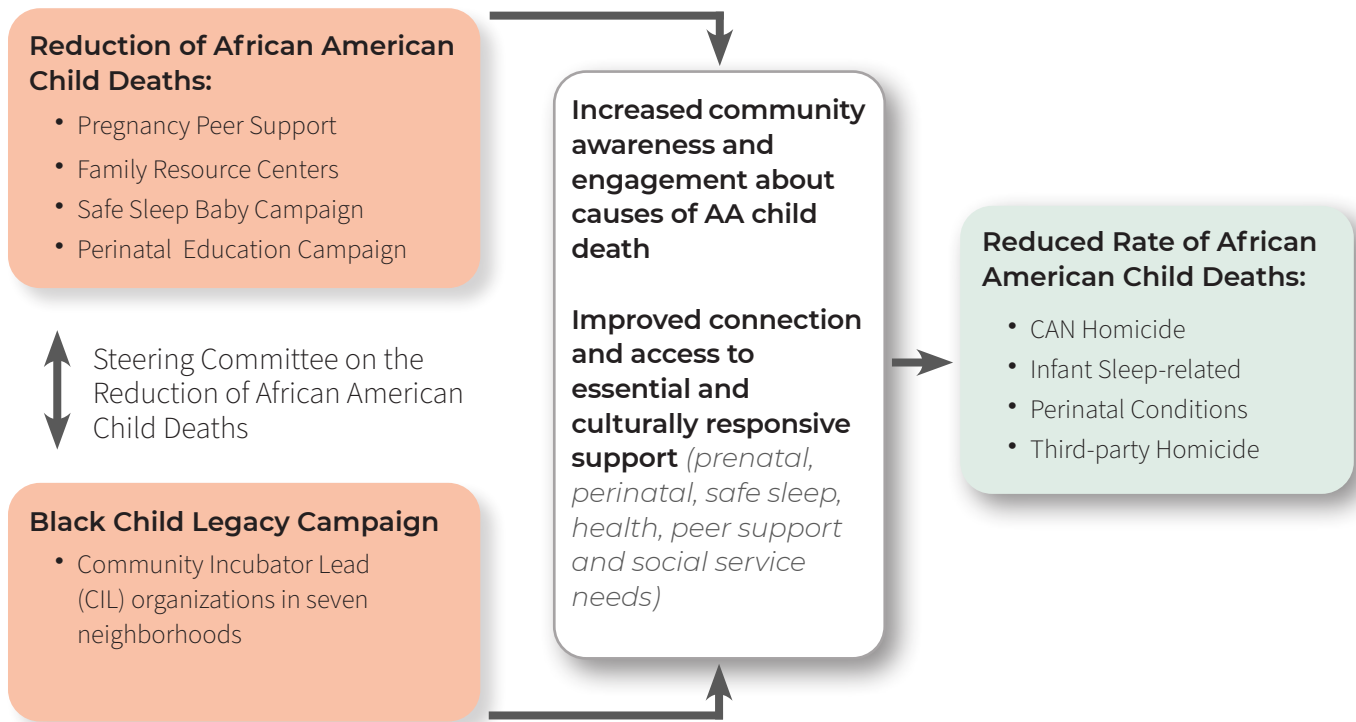 Reduction of African American
Child Deaths:
• Pregnancy Peer Support
• Family Resource Centers
• Safe Sleep Baby Campaign
• Perinatal  Education Campaign
Steering Committee on the
Reduction of African American
Child Deaths
Black Child Legacy Campaign
• Community Incubator Lead
(CIL) organizations in seven
neighborhoods
Increased community
awareness and
engagement about
causes of AA child
death
Improved connection
and access to
essential and
culturally responsive
support (prenatal,
perinatal, safe sleep,
health, peer support
and social service
needs)
Reduced Rate of African
American Child Deaths:
• CAN Homicide
• Infant Sleep-related
• Perinatal Conditions
• Third-party Homicide